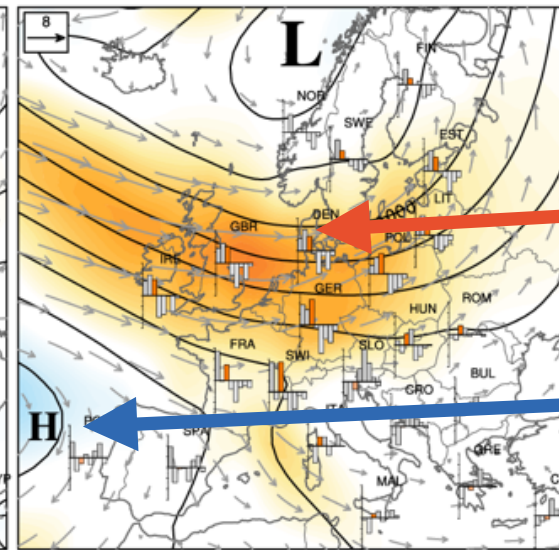 8
L
FIN
NOR
SWE
EST
LIT
DEN
GBR
POL
IRE
GER
HUN
ROM
FRA
SWI
SLO
BUL
CRO
H
SPA
GRE
MAL